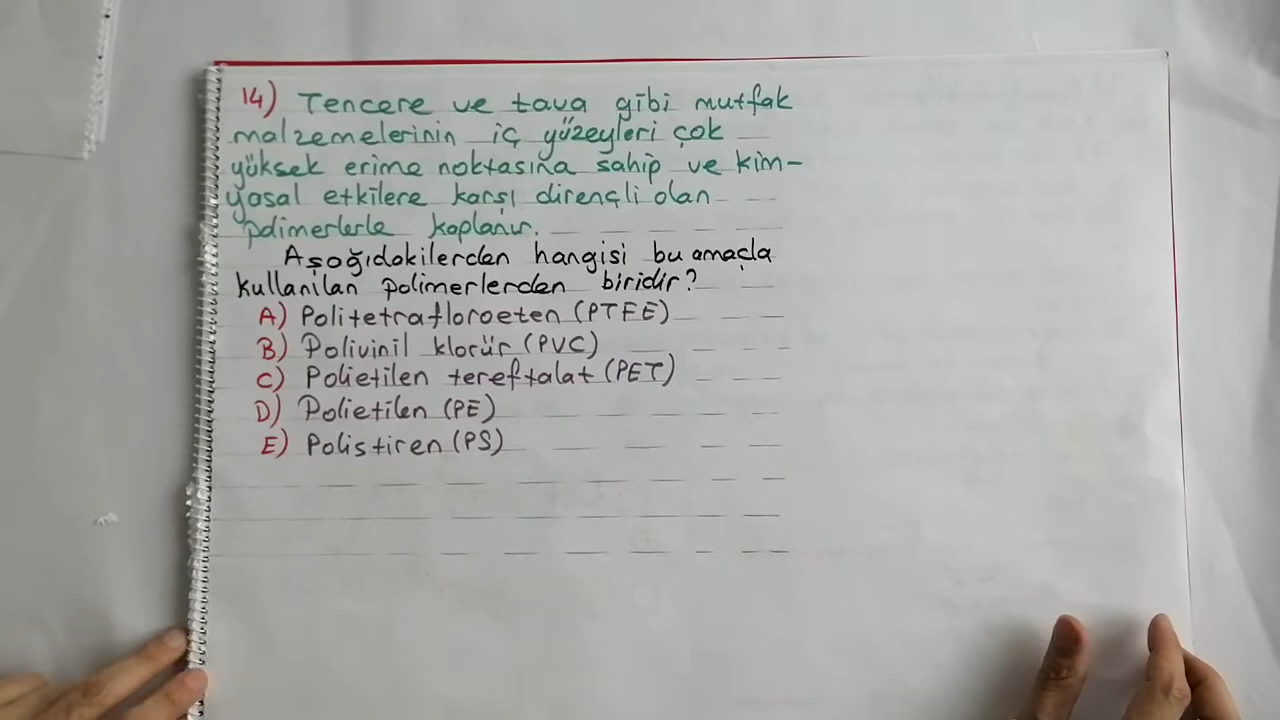 14) Tencere ve tava gibi mutfak
malzemelerinin iç yüzeyleri çok
yüksek erime noktasına sahip ve kim-
yasal etkilere karşı dirençli olan
polimerlerle kaplanır.
Aşağıdakilerden hangisi bu amaçla
kullanılan polimerlerden biridir?
A) Politetrafloroeten (PTFE)
B) Polivinil klorür (PVC)
C) Polietilen tereftalat (PET)
D) Polietilen (PE)
E) Polistiren (PS)